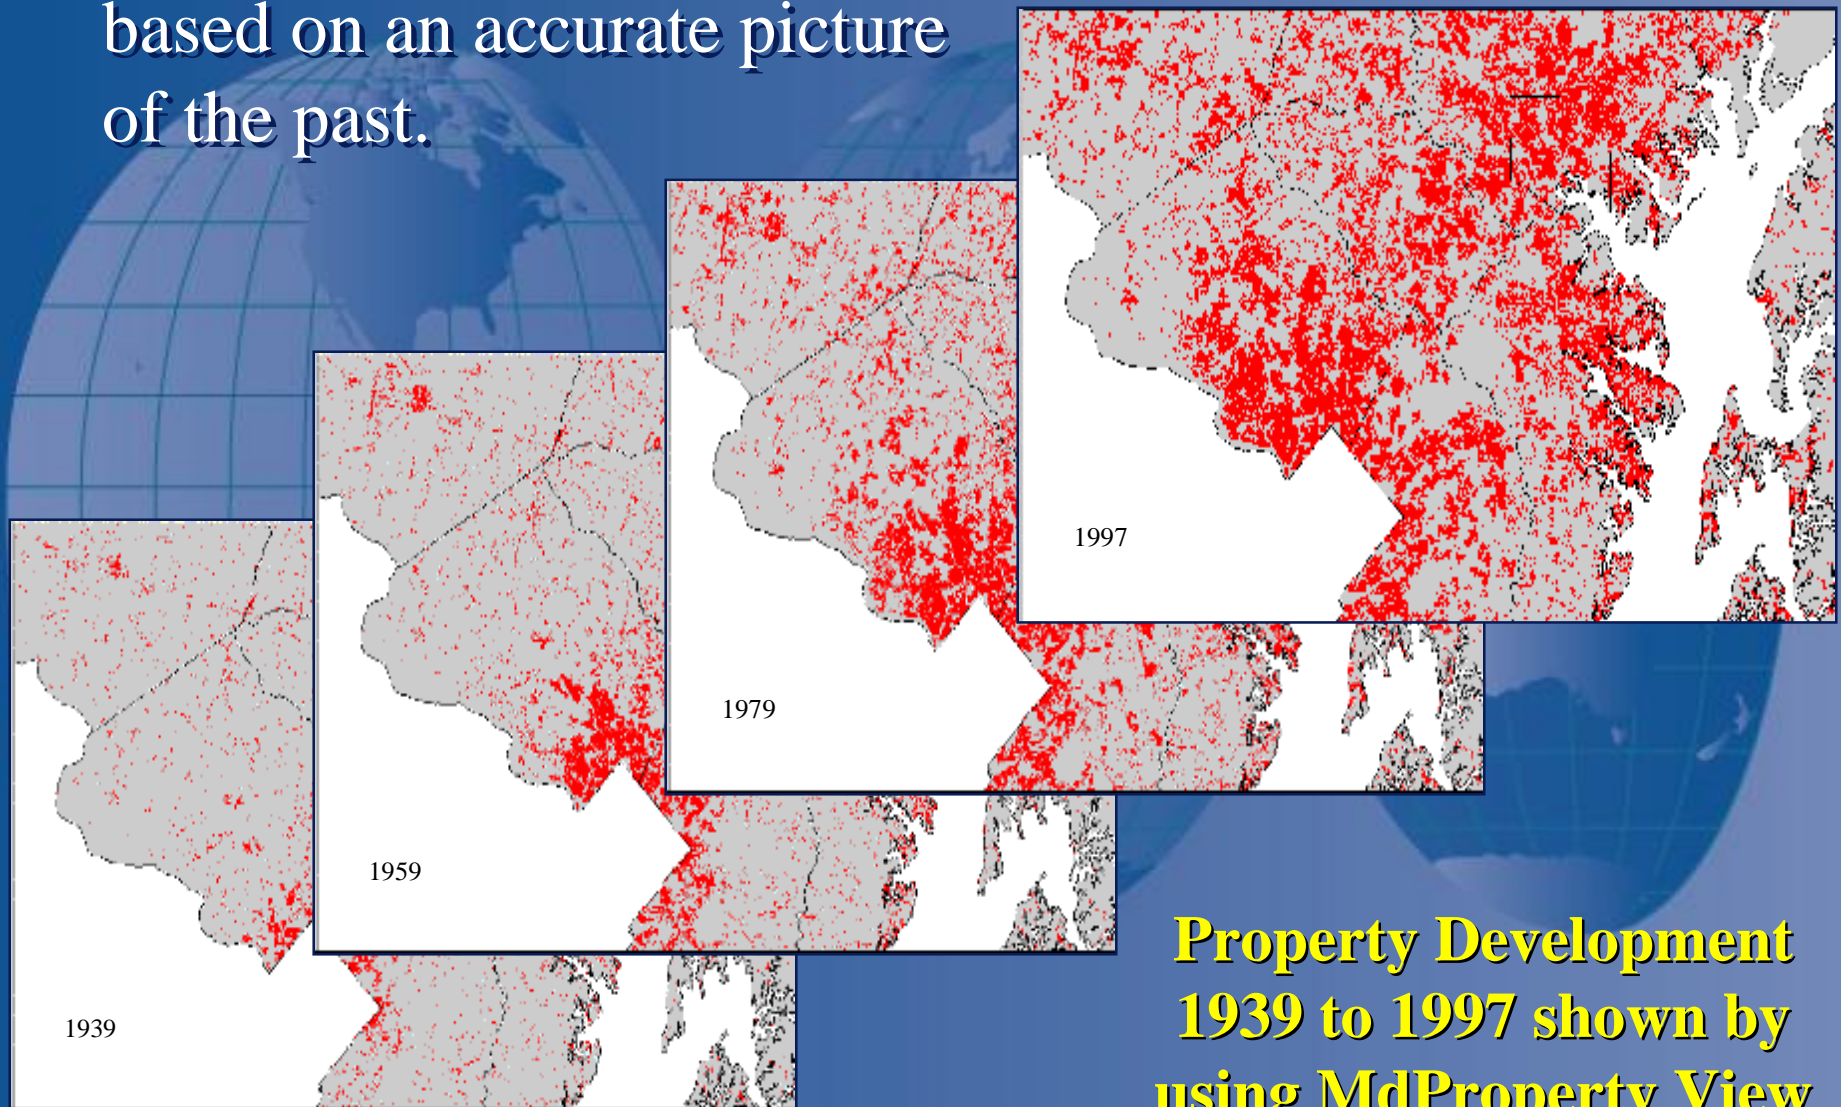 based on an accurate picture
of the past.
1997
1979
1959
1939
Property Development
1939 to 1997 shown by
using MdProperty View